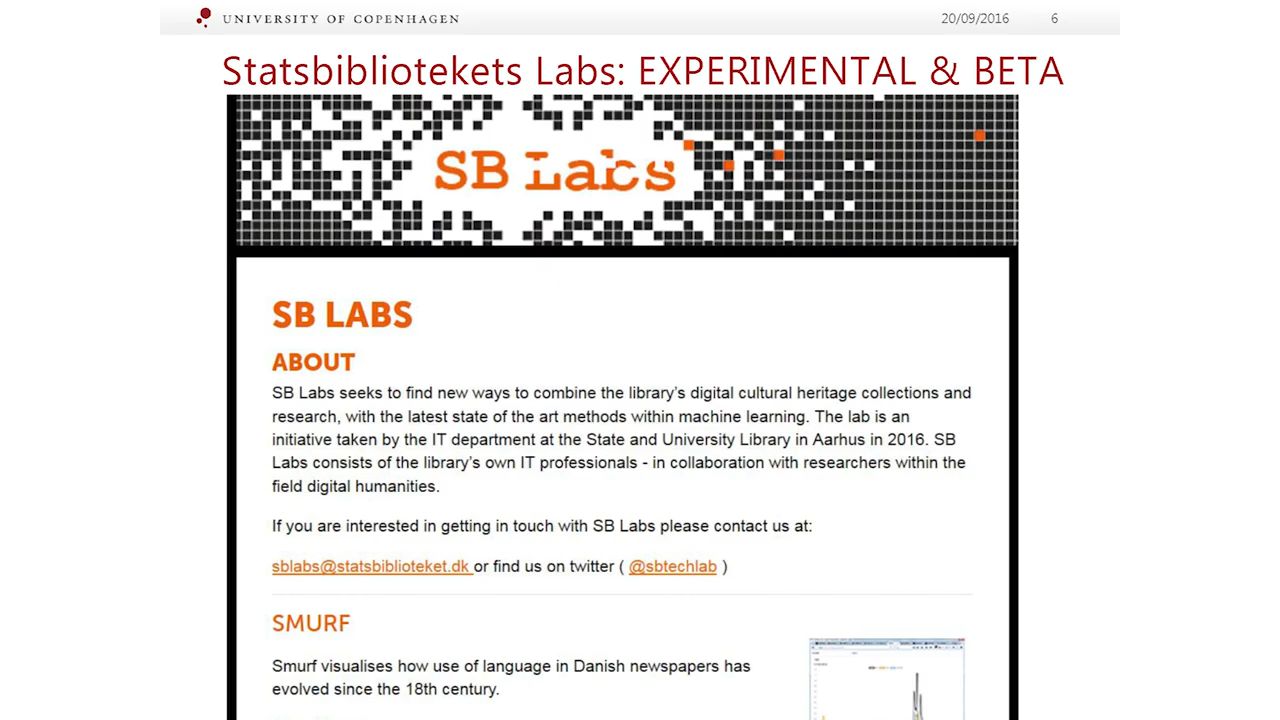 UNIVERSITY OF COPENHAGEN
20/09/2016 6
Statsbibliotekets Labs: EXPERIMENTAL & BETA
SB Labs
SB LABS
ABOUT
SB Labs seeks to find new ways to combine the library's digital cultural heritage collections and
research, with the latest state of the art methods within machine learning. The lab is an
initiative taken by the IT department at the State and University Library in Aarhus in 2016. SB
Labs consists of the library's own IT professionals - in collaboration with researchers within the
field digital humanities.
If you are interested in getting in touch with SB Labs please contact us at:
sblabs@statsbiblioteket.dk or find us on twitter ( @sbtechlab )
SMURF
Smurf visualises how use of language in Danish newspapers has
evolved since the 18th century.